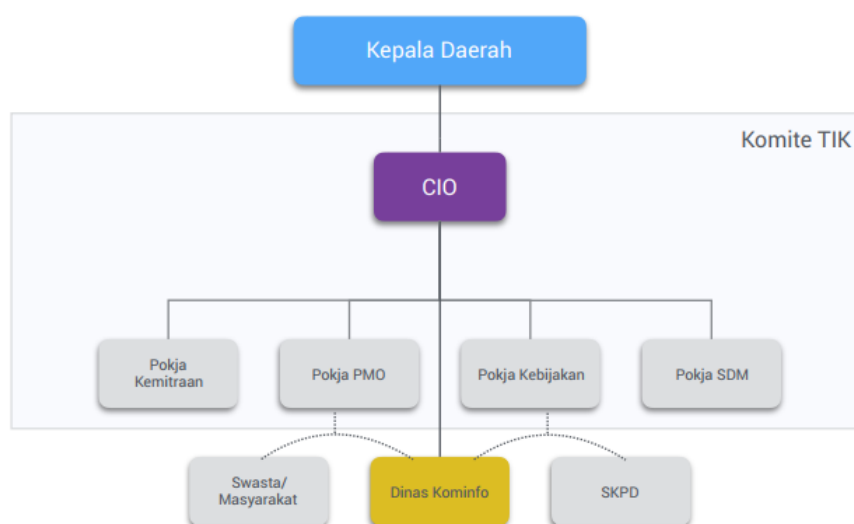 Kepala Daerah
Komite TIK
CIO
Pokja
Kemitraan
Pokja PMO
Pokja Kebijakan
Pokja SDM
Swasta/
Masyarakat
Dinas Kominfo
SKPD